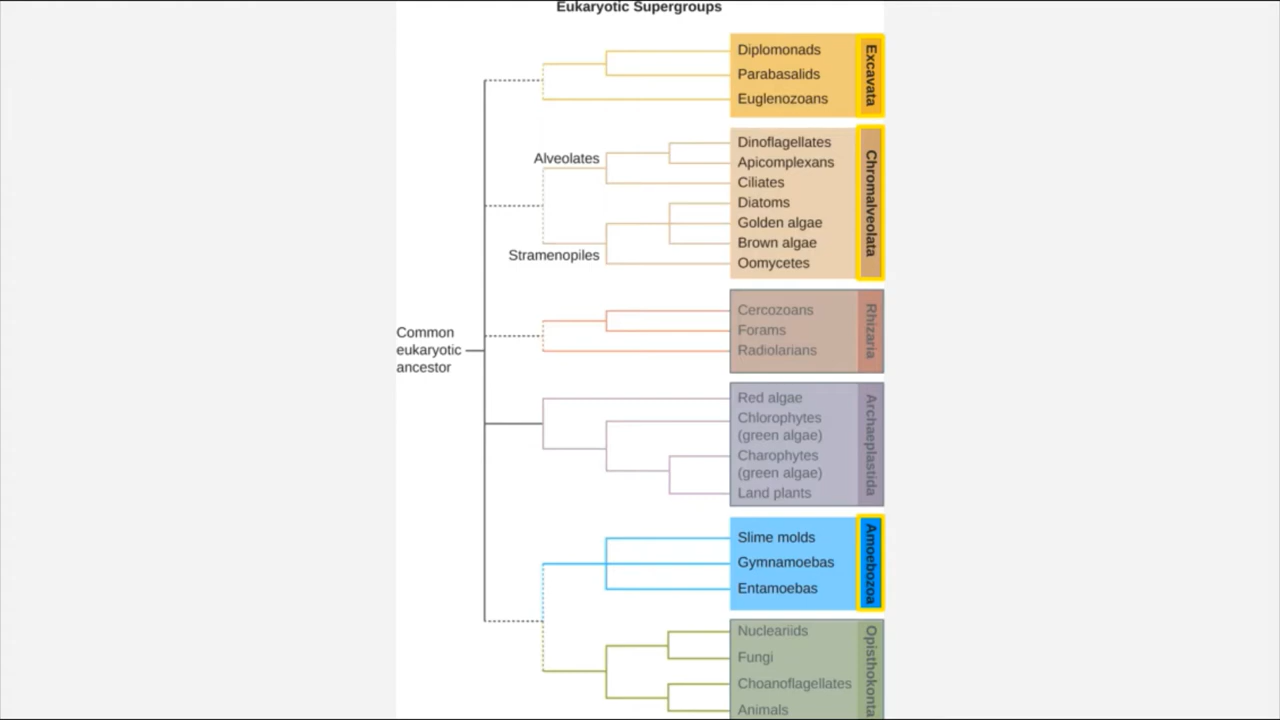 Eukaryotic Supergroups
Diplomonads
Parabasalids
Euglenozoans
Excavata
Alveolates
Dinoflagellates
Apicomplexans
Ciliates
Diatoms
Golden algae
Brown algae
Oomycetes
Stramenopiles
Chromalveolata
Common
eukaryotic
ancestor
Cercozoans
Forams
Radiolarians
Rhizaria
Red algae
Chlorophytes
(green algae)
Charophytes
(green algae)
Land plants
Archaeplastida
Slime molds
Gymnamoebas
Entamoebas
Amoebozoa
Nucleariids
Fungi
Choanoflagellates
Animals
Opisthokonta